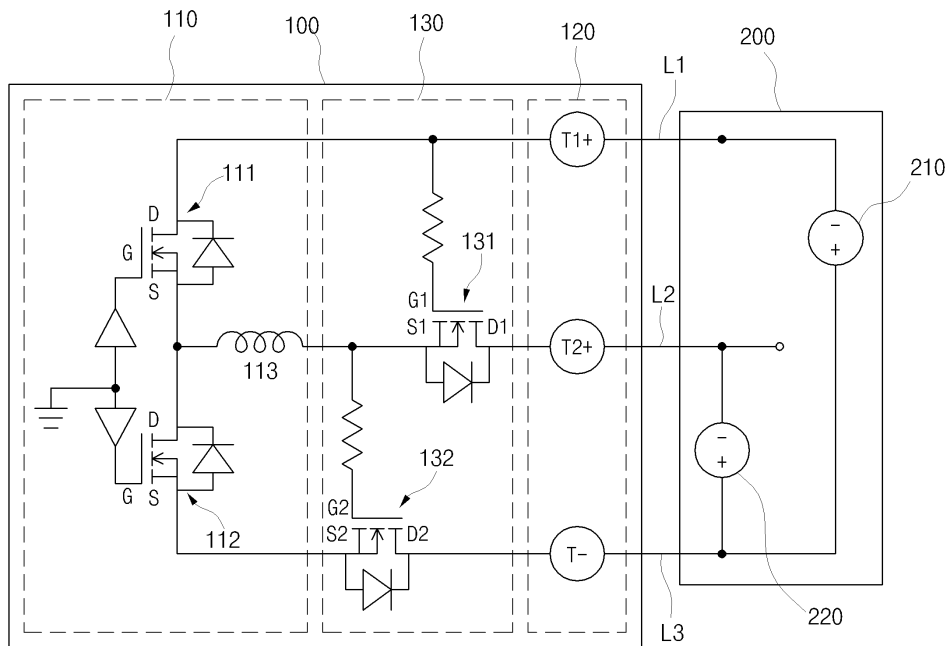 110
100
130
120
200
L1
T1+
210
111
D
G
S
-
+
131
G1
S1
D1
L2
T2+
113
D
G
S
-
+
132
G2
S2
D2
112
T-
220
L3